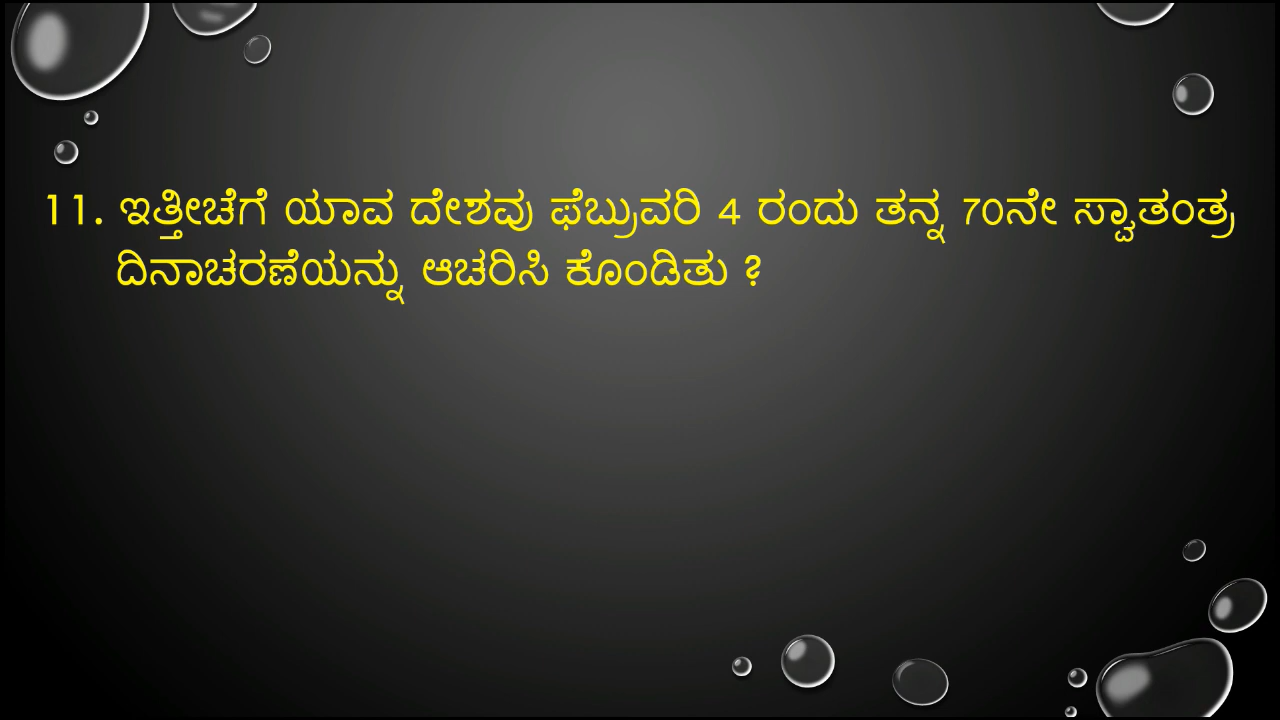 11. ಇತ್ತೀಚೆಗೆ ಯಾವ ದೇಶವು ಫೆಬ್ರುವರಿ 4 ರಂದು ತನ್ನ 70ನೇ ಸ್ವಾತಂತ್ರ
ದಿನಾಚರಣೆಯನ್ನು ಆಚರಿಸಿ ಕೊಂಡಿತು ?